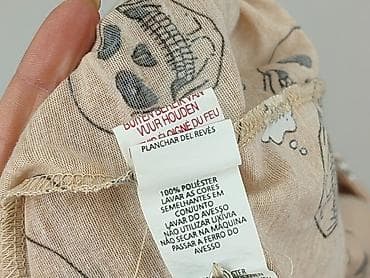 BUITEN BEREIK VAN
VUUR HOUDEN
ELOIGNÉ DU FEU
PLANCHAR DEL REVÉS
100% POLIÉSTER
LAVAR AS CORES
SEMELHANTES EM
CONJUNTO
LAVAR DO AVESSO
NÃO UTILIZAR LIXÍVIA
NÃO SECAR NA MÁQUINA
PASSAR A FERRO DO
AVESSO